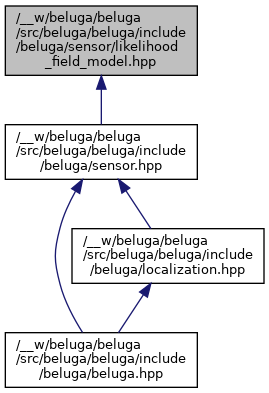 /__w/beluga/beluga
/src/beluga/beluga/include
/beluga/sensor/likelihood
_field_model.hpp
/__w/beluga/beluga
/src/beluga/beluga/include
/beluga/sensor.hpp
/__w/beluga/beluga
/src/beluga/beluga/include
/beluga/localization.hpp
/__w/beluga/beluga
/src/beluga/beluga/include
/beluga/beluga.hpp